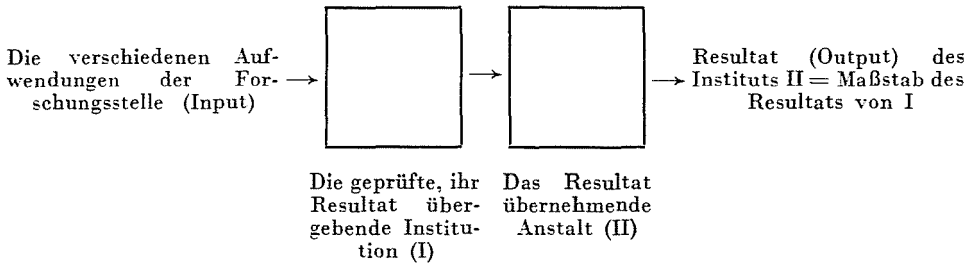 Die verschiedenen Auf-
wendungen der For-
schungsstelle (Input)
Resultat (Output) des
Instituts II = Maßstab des
Resultats von I
Die geprüfte, ihr
Resultat über-
gebende Institu-
tion (I)
Das Resultat
übernehmende
Anstalt (II)